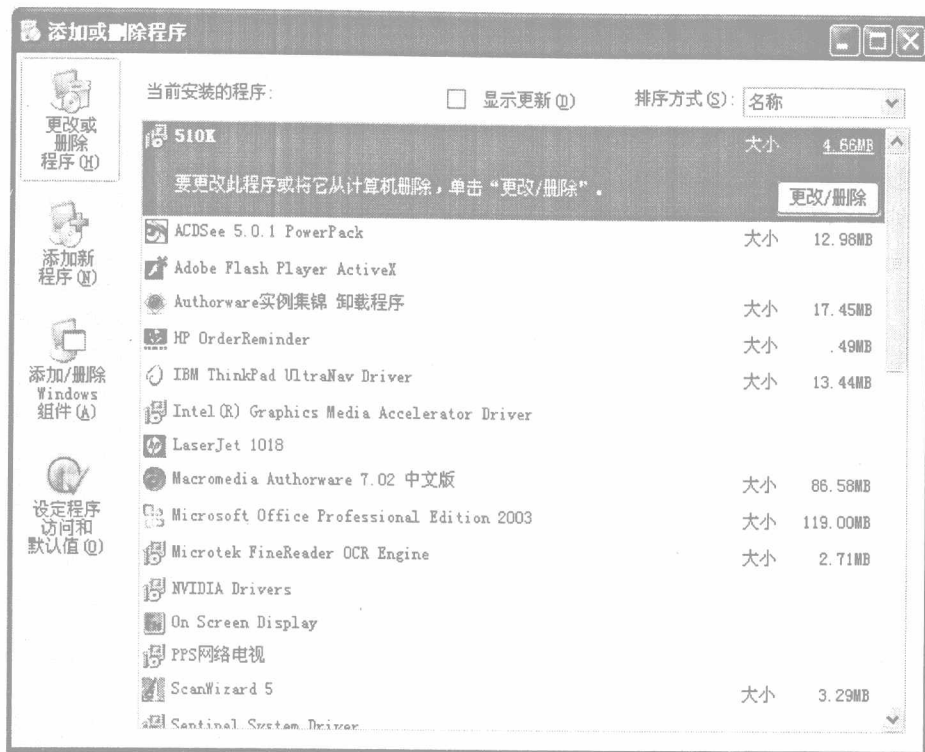 添加或删除程序
更改或
删除
程序(H)
添加新
程序(N)
添加/删除
Windows
组件(A)
设定程序
访问和
默认值(O)
当前安装的程序:
显示更新(D)
排序方式(S):
名称
510K
大小
4.66MB
要更改此程序或将它从计算机删除,单击“更改/删除”。
更改/删除
ACDSee 5.0.1 PowerPack
大小
12.98MB
Adobe Flash Player ActiveX
Authorware实例集锦 卸载程序
大小
17.45MB
HP OrderReminder
大小
.49MB
IBM ThinkPad UltraNav Driver
大小
13.44MB
Intel(R) Graphics Media Accelerator Driver
LaserJet 1018
Macromedia Authorware 7.02 中文版
大小
86.58MB
Microsoft Office Professional Edition 2003
大小
119.00MB
Microtek FineReader OCR Engine
大小
2.71MB
NVIDIA Drivers
On Screen Display
PPS网络电视
ScanWizard 5
大小
3.29MB
Sentinel System Driver